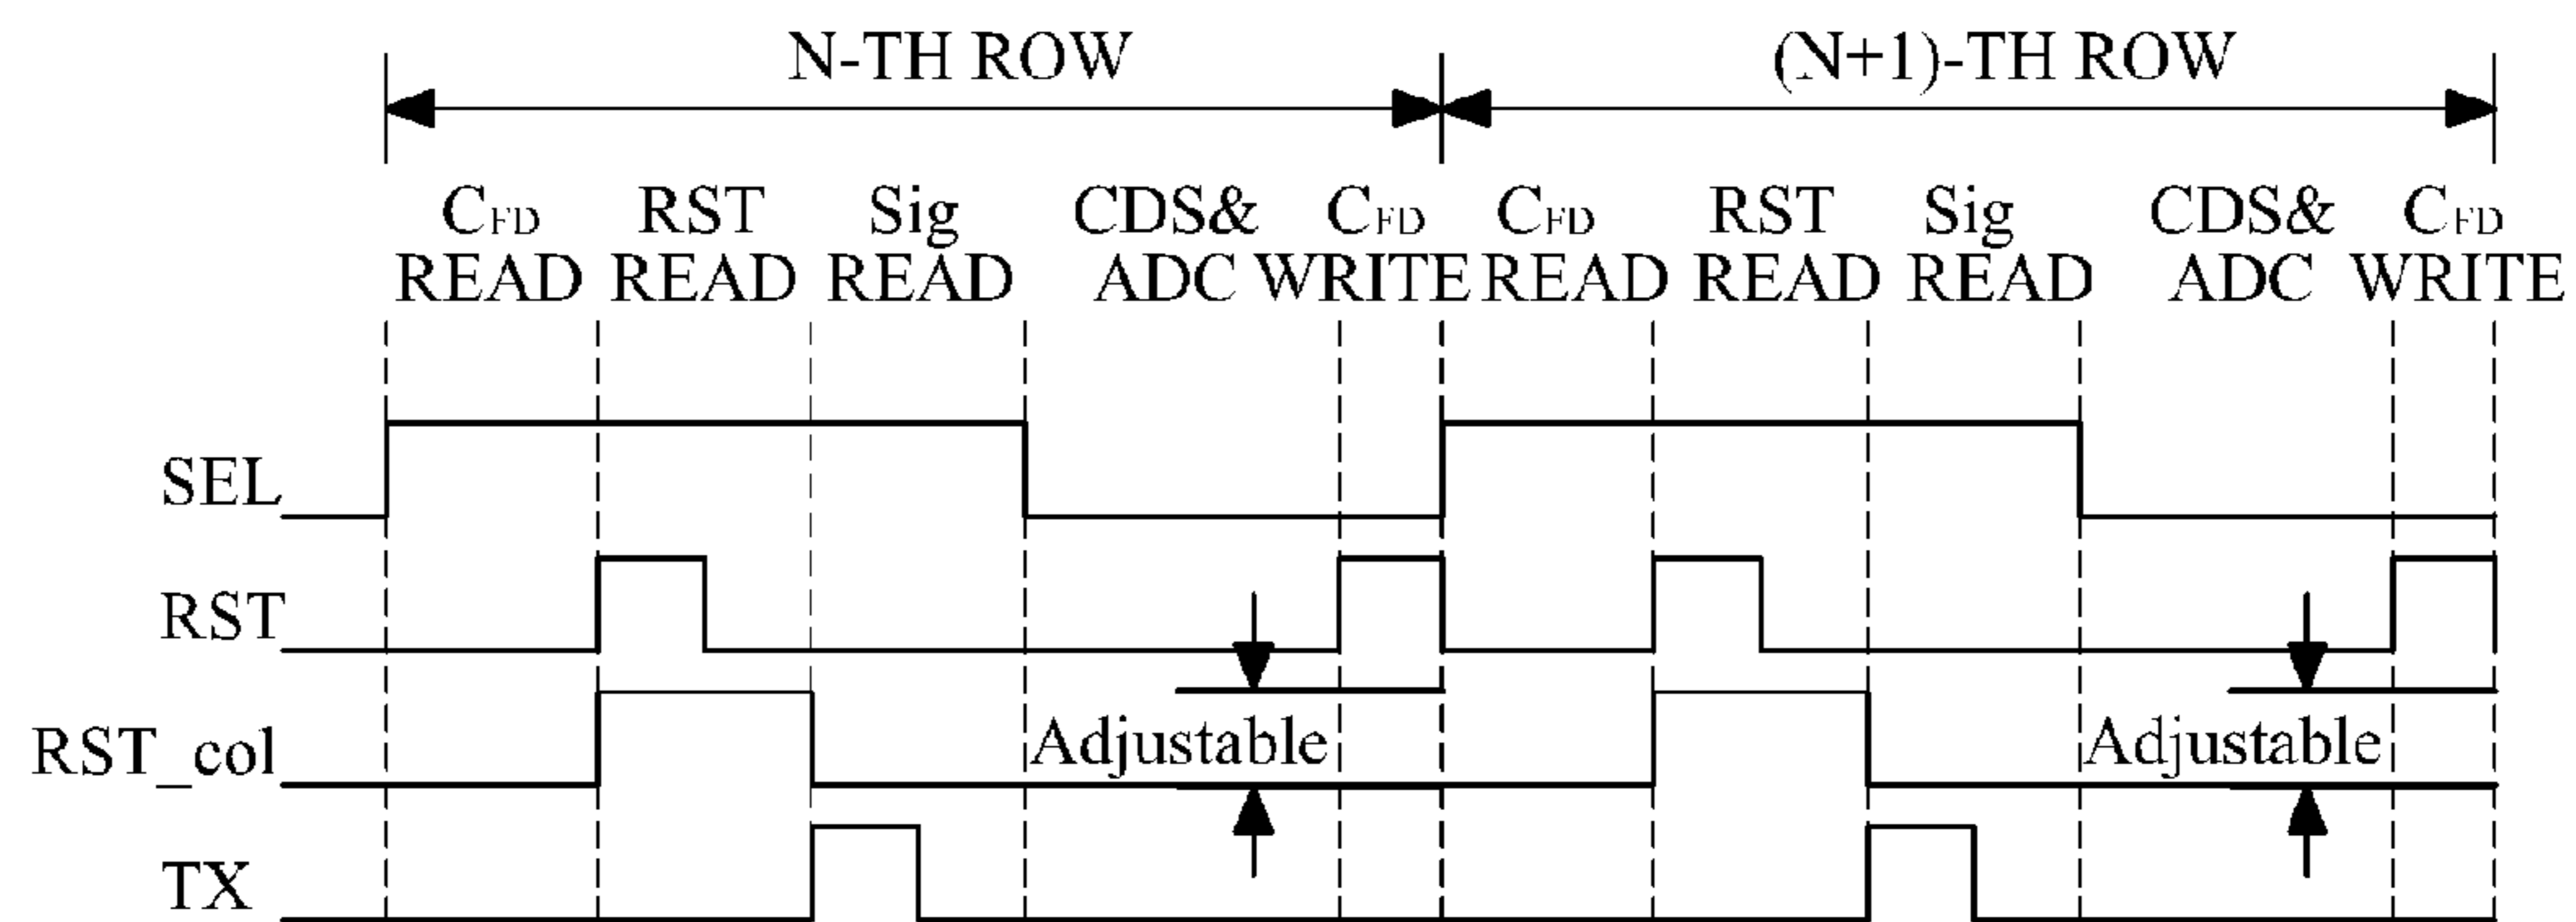 N-TH ROW (N+1)-TH ROW
CFD RST Sig CDS& CFD CFD RST Sig CDS& CFD
READ READ READ ADC WRITE READ READ READ ADC WRITE
SEL
RST
RST_col Adjustable Adjustable
TX